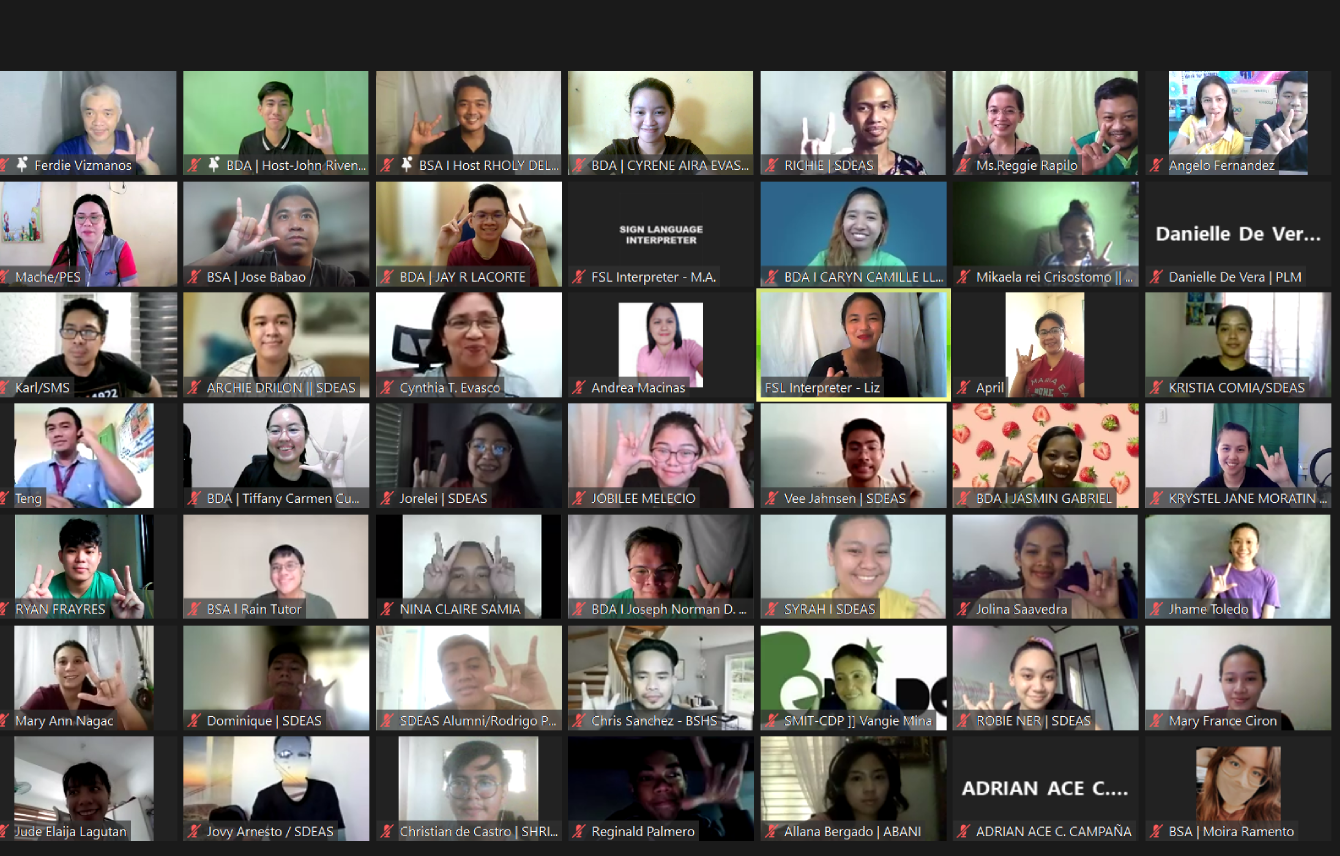 Ferdie Vizmanos
BDA | Host-John Riven...
BSA I Host RHOLY DEL...
BDA | CYRENE AIRA EVAS...
RICHIE | SDEAS
Ms.Reggie Rapilo
Angelo Fernandez
Mache/PES
BSA | Jose Babao
BDA | JAY R LACORTE
SIGN LANGUAGE
INTERPRETER
FSL Interpreter - M.A.
BDA I CARYN CAMILLE LL...
Mikaela rei Crisostomo || ...
Danielle De Ver...
Danielle De Vera | PLM
Karl/SMS
ARCHIE DRILON || SDEAS
Cynthia T. Evasco
Andrea Macinas
FSL Interpreter - Liz
April
KRISTIA COMIA/SDEAS
Teng
BDA | Tiffany Carmen Cu...
Jorelei | SDEAS
JOBILEE MELECIO
Vee Jahnsen | SDEAS
BDA I JASMIN GABRIEL
KRYSTEL JANE MORATIN ...
RYAN FRAYRES
BSA I Rain Tutor
NINA CLAIRE SAMIA
BDA I Joseph Norman D. ...
SYRAH I SDEAS
Jolina Saavedra
Jhame Toledo
Mary Ann Nagac
Dominique | SDEAS
SDEAS Alumni/Rodrigo P...
Chris Sanchez - BSHS
SMIT-CDP ]] Vangie Mina
ROBIE NER | SDEAS
Mary France Ciron
Jude Elaija Lagutan
Jovy Arnesto / SDEAS
Christian de Castro | SHRI...
Reginald Palmero
Allana Bergado | ABANI
ADRIAN ACE C....
ADRIAN ACE C. CAMPAÑA
BSA | Moira Ramento